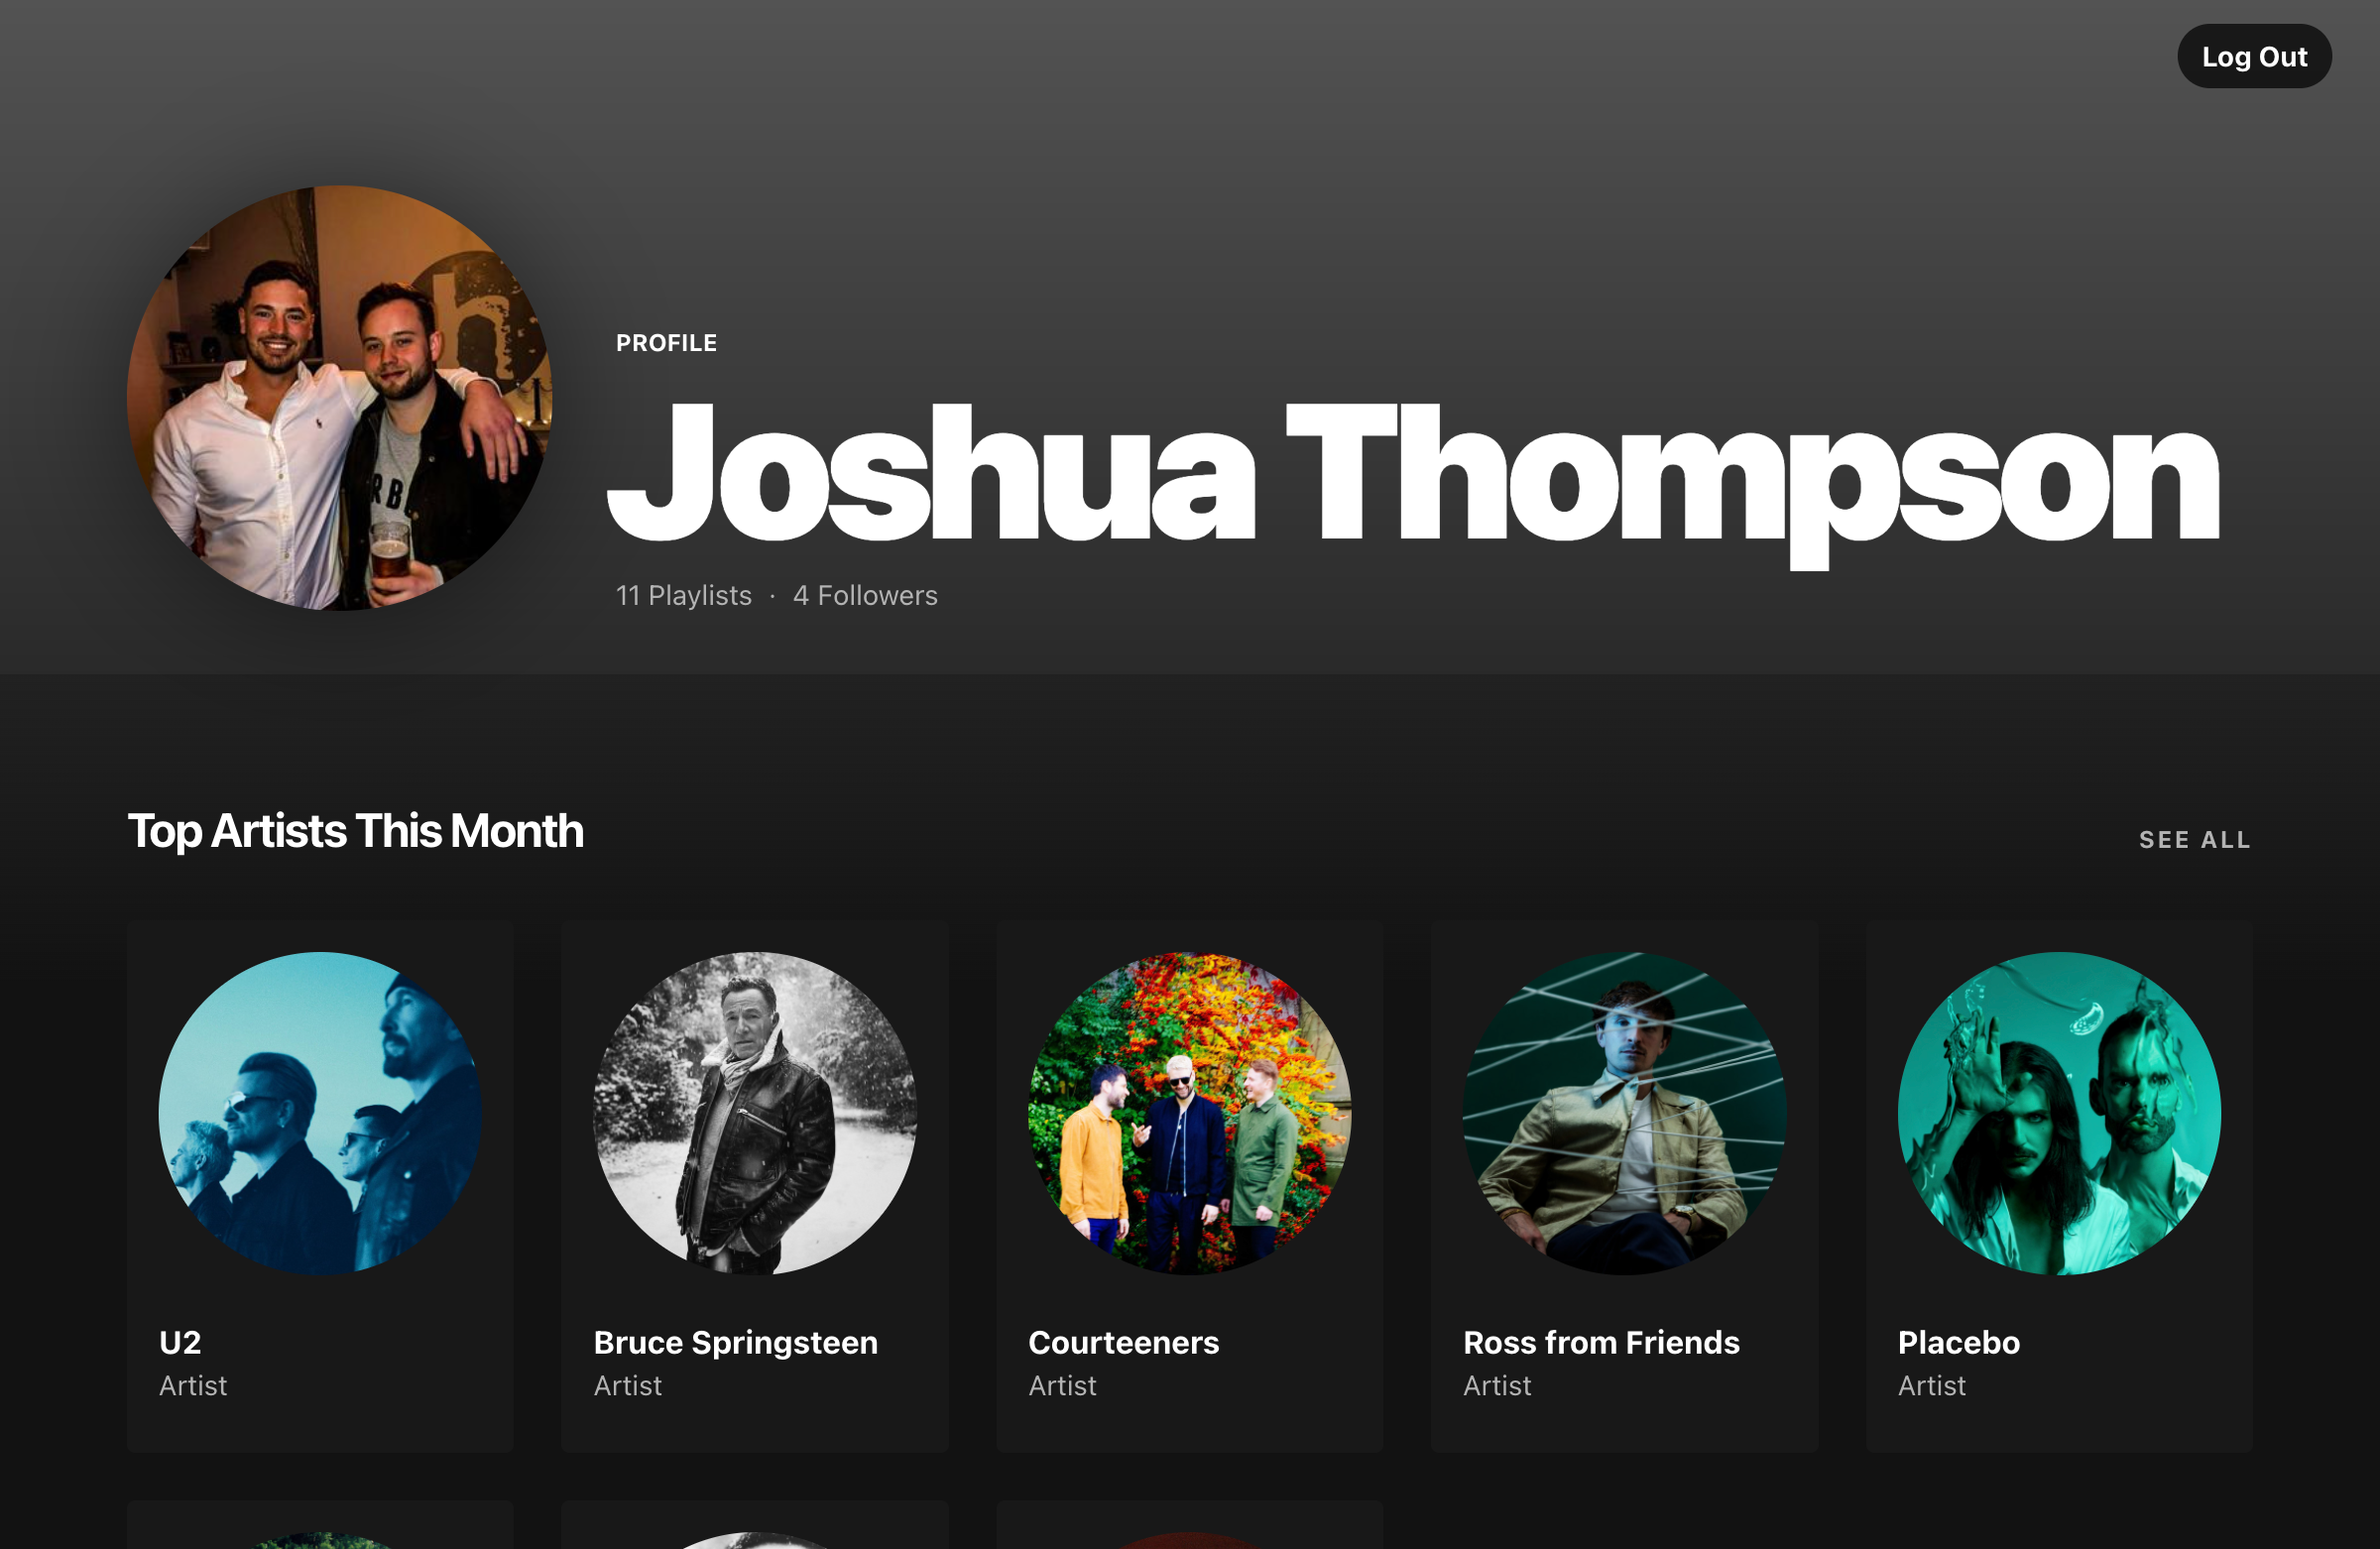 Log Out
PROFILE
Joshua Thompson
11 Playlists · 4 Followers
Top Artists This Month
SEE ALL
U2
Artist
Bruce Springsteen
Artist
Courteeners
Artist
Ross from Friends
Artist
Placebo
Artist
h
RB